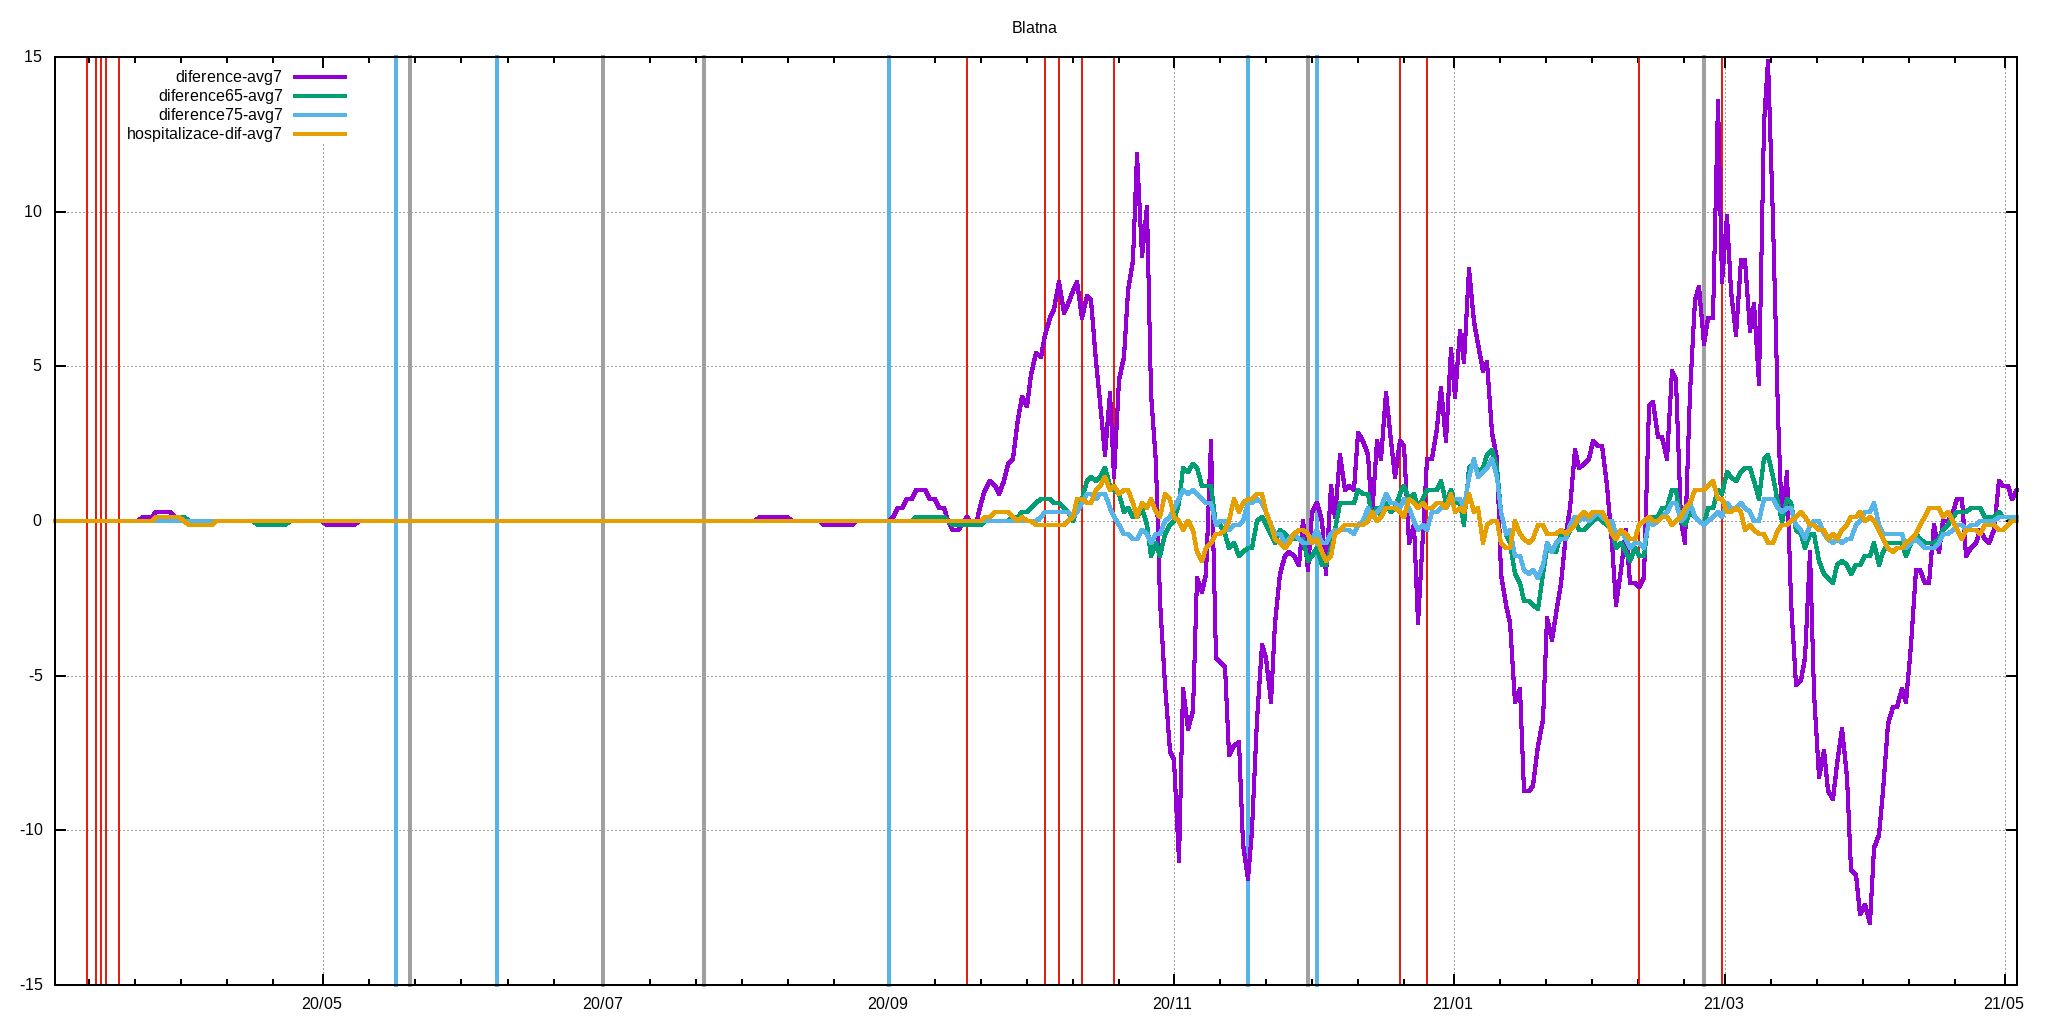 Blatna
15
diference-avg7
diference65-avg7
diference75-avg7
hospitalizace-dif-avg7
10
5
0
-5
-10
-15
20/05 20/07 20/09 20/11 21/01 21/03 21/05